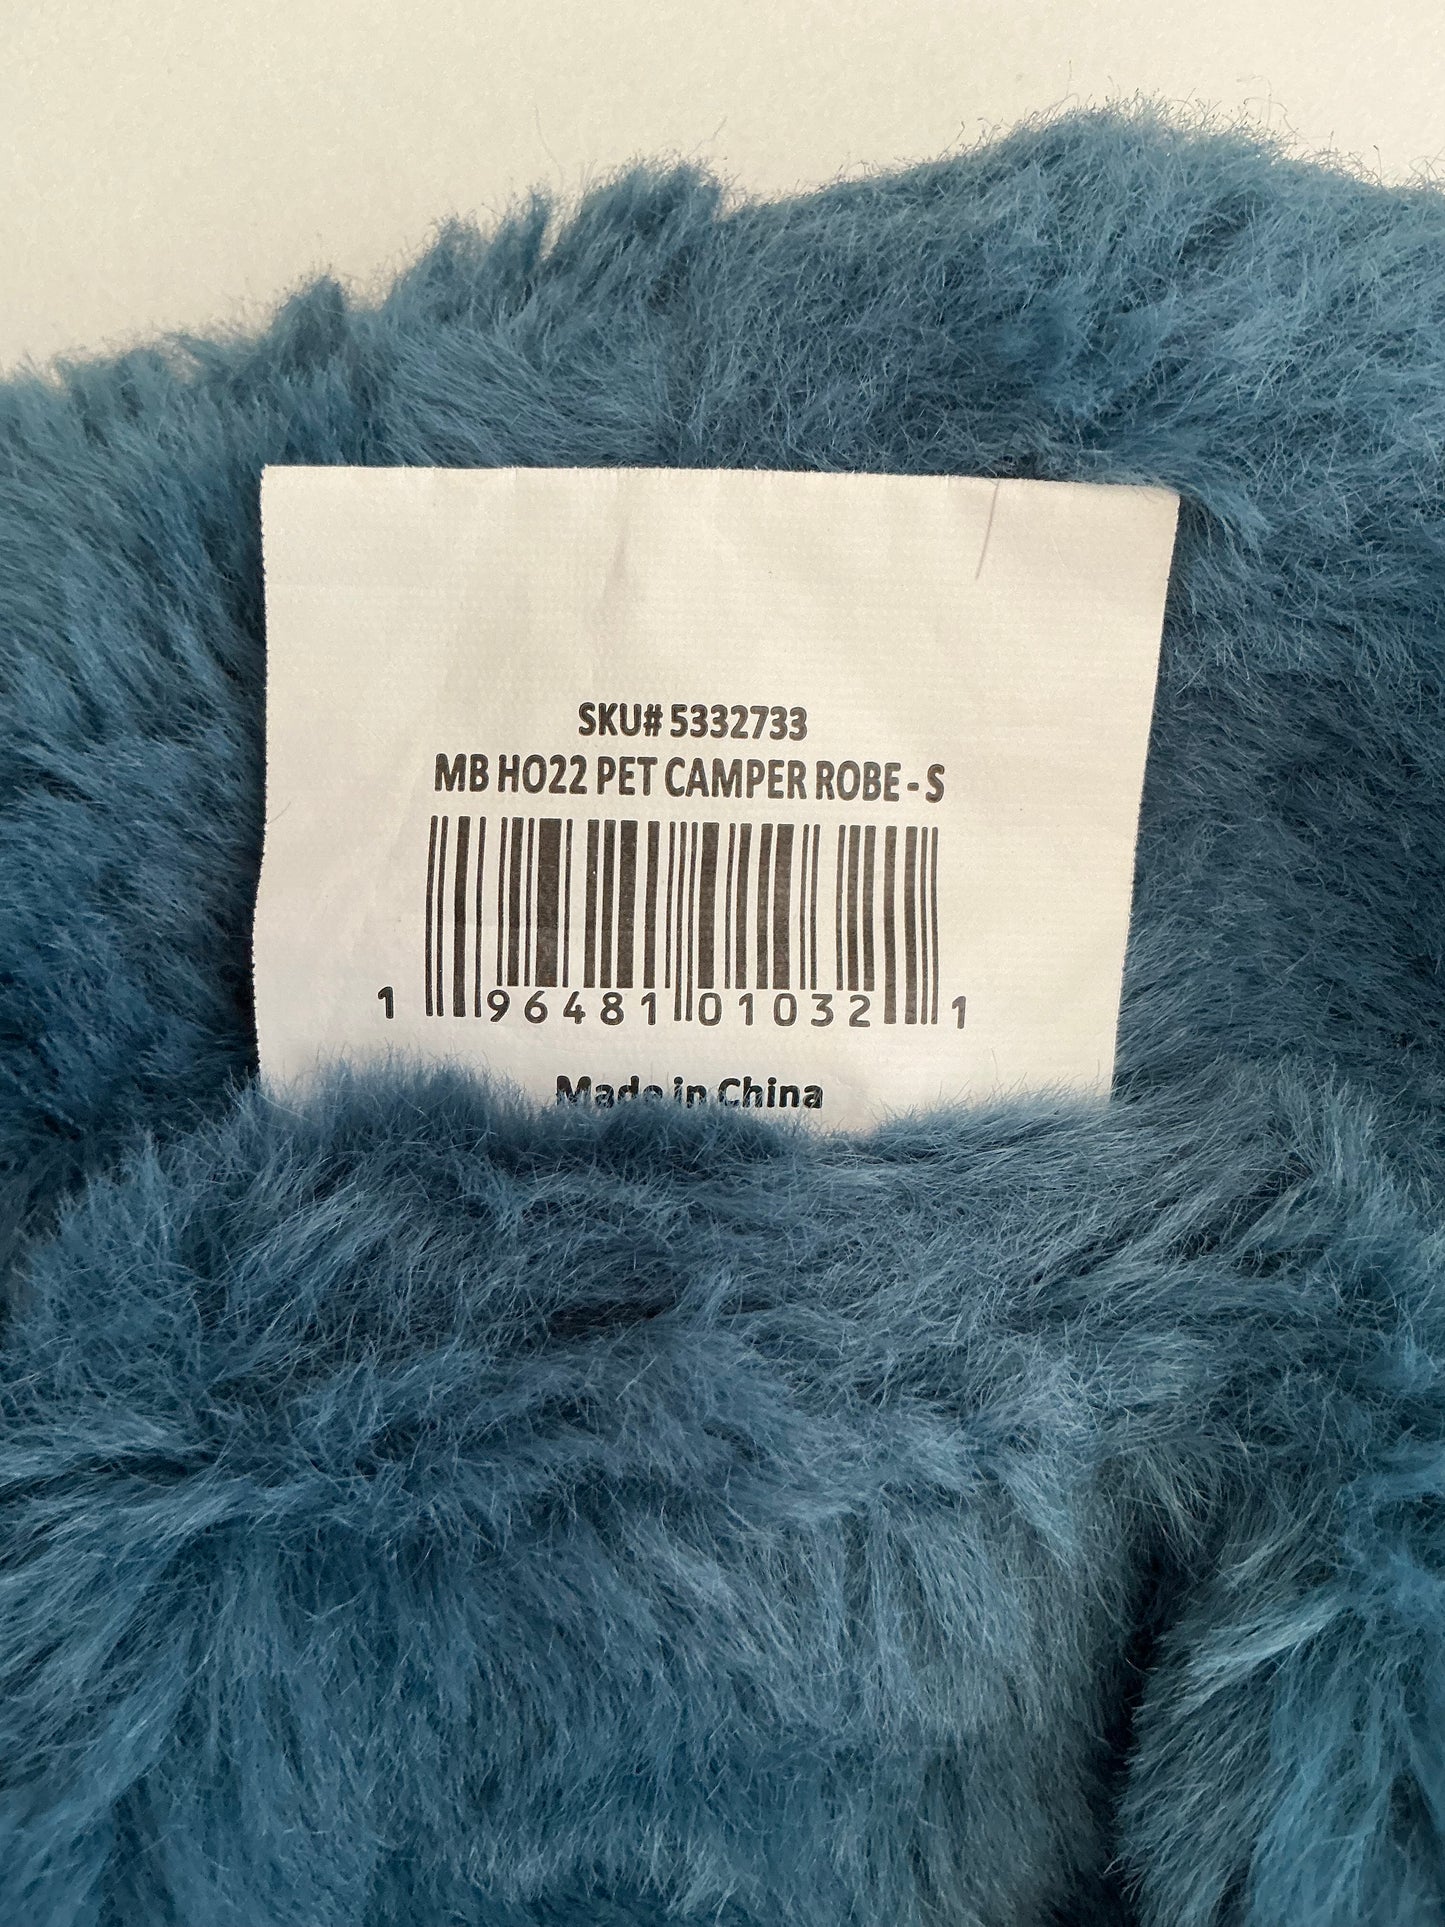 SKU# 5332733
MB HO22 PET CAMPER ROBE - S
1 96481 01032 1
Made in China